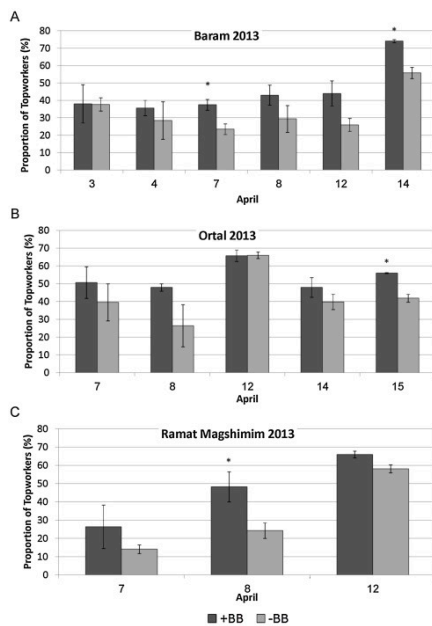 A
Baram 2013
Proportion of Topworkers (%)
80
70
60
50
40
30
20
10
0
*
*
3 4 7 8 12 14
April
B
Ortal 2013
Proportion of Topworkers (%)
80
70
60
50
40
30
20
10
0
*
7 8 12 14 15
April
C
Ramat Magshimim 2013
Proportion of Topworkers (%)
80
70
60
50
40
30
20
10
0
*
7 8 12
April
+BB -BB